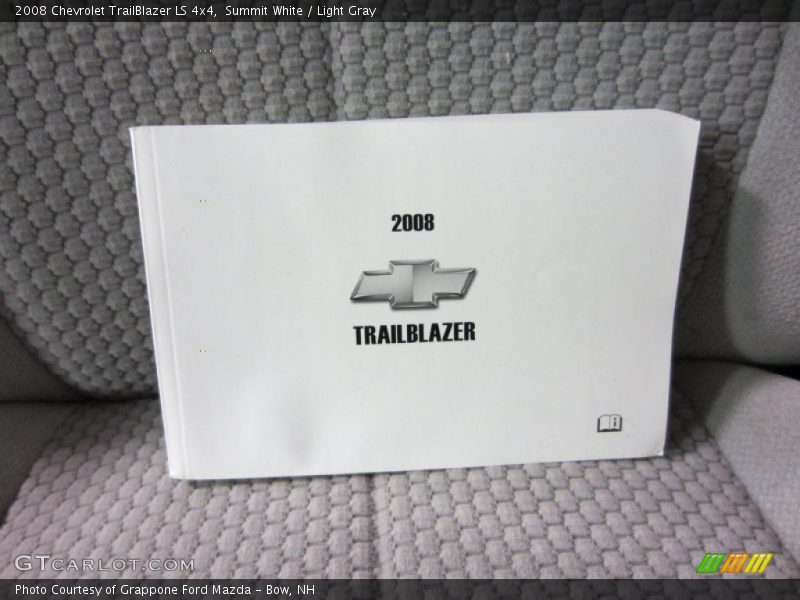 2008 Chevrolet TrailBlazer LS 4x4, Summit White / Light Gray
2008
TRAILBLAZER
i
GTCARLOT.COM
Photo Courtesy of Grappone Ford Mazda - Bow, NH